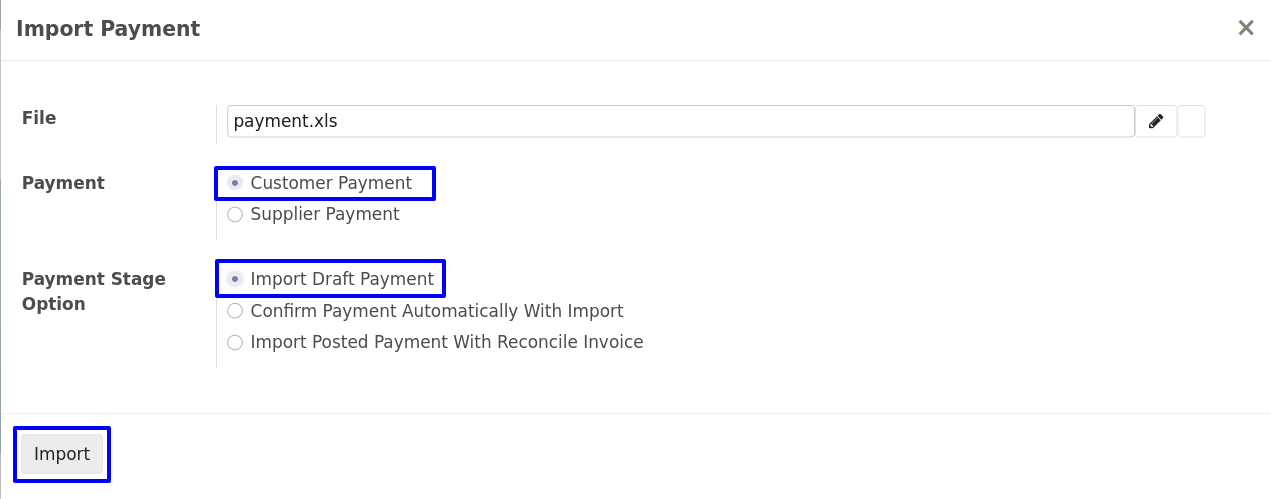 Import Payment
File
payment.xls
Payment
Customer Payment
Supplier Payment
Payment Stage
Option
Import Draft Payment
Confirm Payment Automatically With Import
Import Posted Payment With Reconcile Invoice
Import